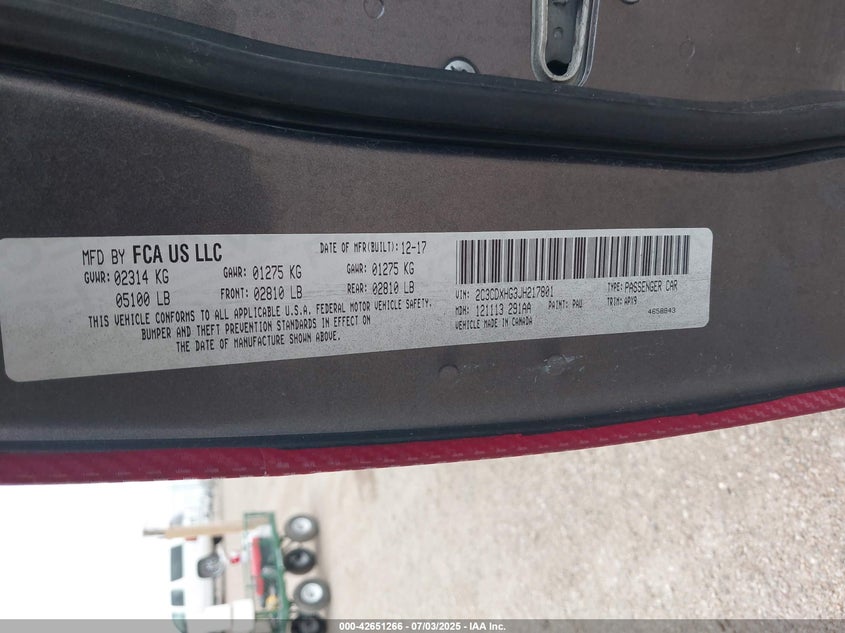 MFD BY FCA US LLC
DATE OF MFR(BUILT): 12-17
GVWR: 02314 KG
GAWR: 01275 KG
GAWR: 01275 KG
05100 LB
FRONT: 02810 LB
REAR: 02810 LB
THIS VEHICLE CONFORMS TO ALL APPLICABLE U.S.A. FEDERAL MOTOR VEHICLE SAFETY,
BUMPER AND THEFT PREVENTION STANDARDS IN EFFECT ON
THE DATE OF MANUFACTURE SHOWN ABOVE.
VIN: 2C3CDXHG3JH217801
TYPE: PASSENGER CAR
MDH: 121113 291AA
PAINT: PAU
TRIM: APX9
VEHICLE MADE IN CANADA
4658843
000-42651266 - 07/03/2025 - IAA Inc.